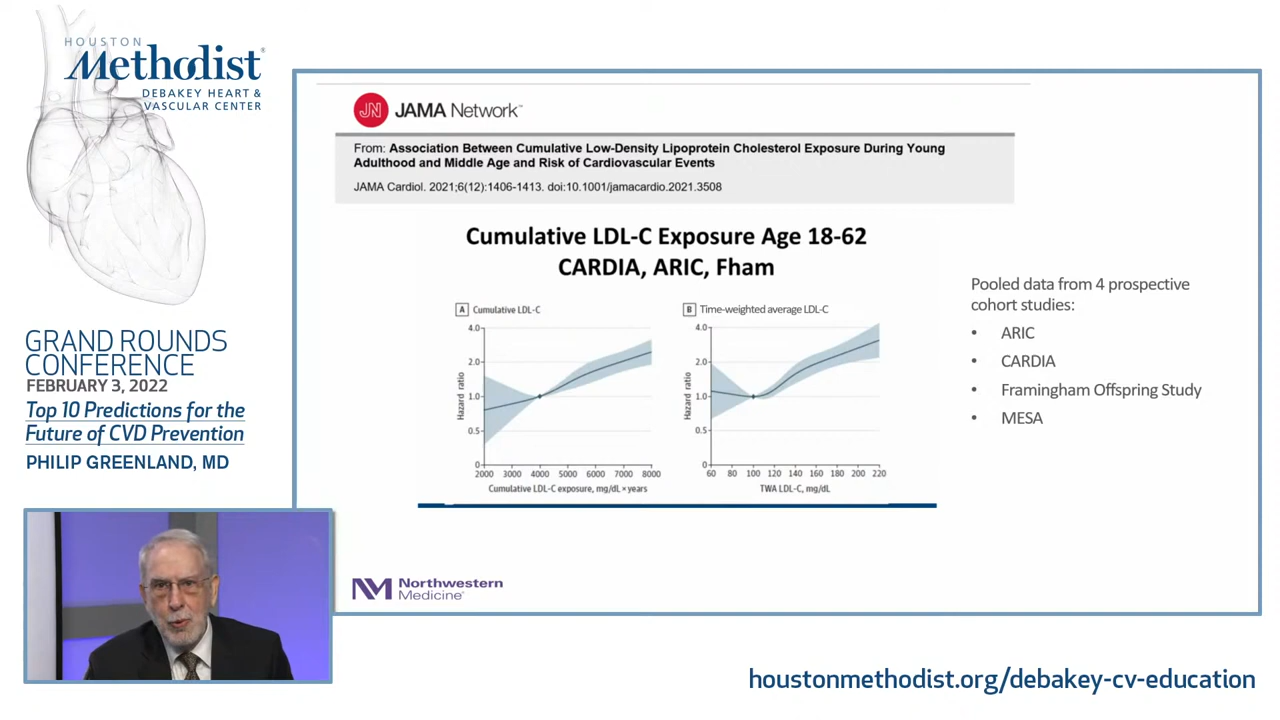 HOUSTON
Methodist®
DEBAKEY HEART &
VASCULAR CENTER
GRAND ROUNDS
CONFERENCE
FEBRUARY 3, 2022
Top 10 Predictions for the
Future of CVD Prevention
PHILIP GREENLAND, MD
JN JAMA Network™
From: Association Between Cumulative Low-Density Lipoprotein Cholesterol Exposure During Young
Adulthood and Middle Age and Risk of Cardiovascular Events
JAMA Cardiol. 2021;6(12):1406-1413. doi:10.1001/jamacardio.2021.3508
Cumulative LDL-C Exposure Age 18-62
CARDIA, ARIC, Fham
A Cumulative LDL-C
4.0
2.0
1.0
0.5
0
Hazard ratio
2000 3000 4000 5000 6000 7000 8000
Cumulative LDL-C exposure, mg/dL × years
B Time-weighted average LDL-C
4.0
2.0
1.0
0.5
0
Hazard ratio
60 80 100 120 140 160 180 200 220
TWA LDL-C, mg/dL
Pooled data from 4 prospective
cohort studies:
• ARIC
• CARDIA
• Framingham Offspring Study
• MESA
NM Northwestern
Medicine®
houstonmethodist.org/debakey-cv-education